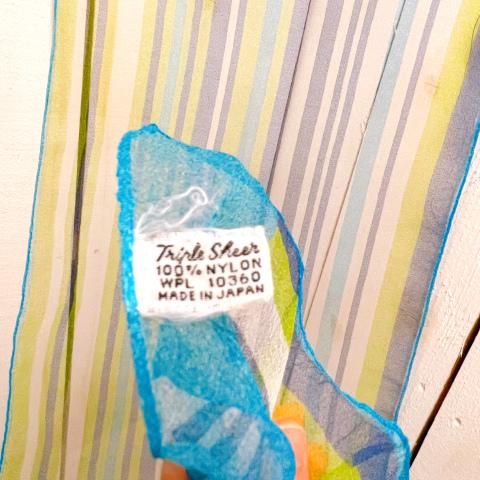 Triple Sheer
100% NYLON
WPL 10360
MADE IN JAPAN